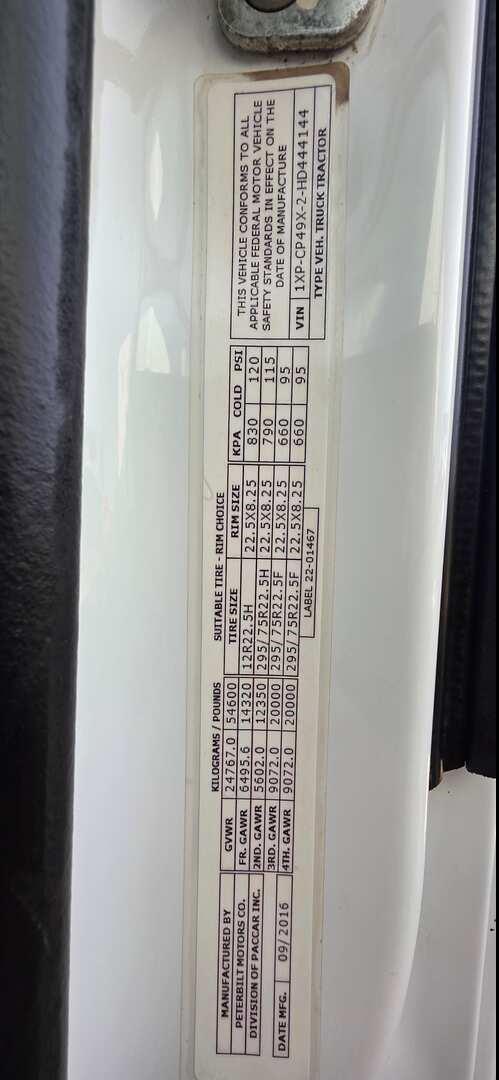 MANUFACTURED BY
PETERBILT MOTORS CO.
DIVISION OF PACCAR INC.
DATE MFG. 09/2016
KILOGRAMS / POUNDS
GVWR 24767.0 54600
FR. GAWR 6495.6 14320
2ND. GAWR 5602.0 12350
3RD. GAWR 9072.0 20000
4TH. GAWR 9072.0 20000
SUITABLE TIRE - RIM CHOICE
TIRE SIZE RIM SIZE KPA COLD PSI
12R22.5H 22.5X8.25 830 120
295/75R22.5H 22.5X8.25 790 115
295/75R22.5F 22.5X8.25 660 95
295/75R22.5F 22.5X8.25 660 95
LABEL 22-01467
THIS VEHICLE CONFORMS TO ALL
APPLICABLE FEDERAL MOTOR VEHICLE
SAFETY STANDARDS IN EFFECT ON THE
DATE OF MANUFACTURE
VIN 1XP-CP49X-2-HD444144
TYPE VEH. TRUCK TRACTOR